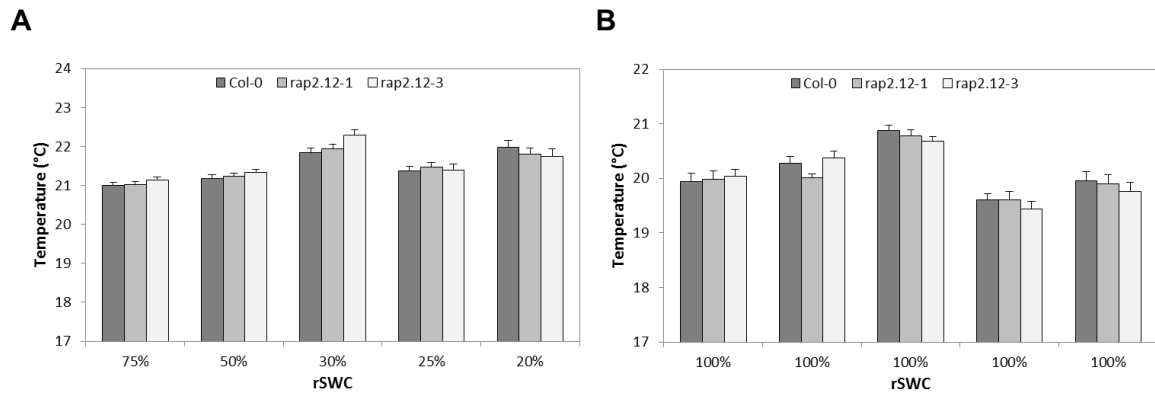 A
Temperature (°C)
24
23
22
21
20
19
18
17
Col-0 rap2.12-1 rap2.12-3
75% 50% 30% 25% 20%
rSWC
B
Temperature (°C)
22
21
20
19
18
17
Col-0 rap2.12-1 rap2.12-3
100% 100% 100% 100% 100%
rSWC